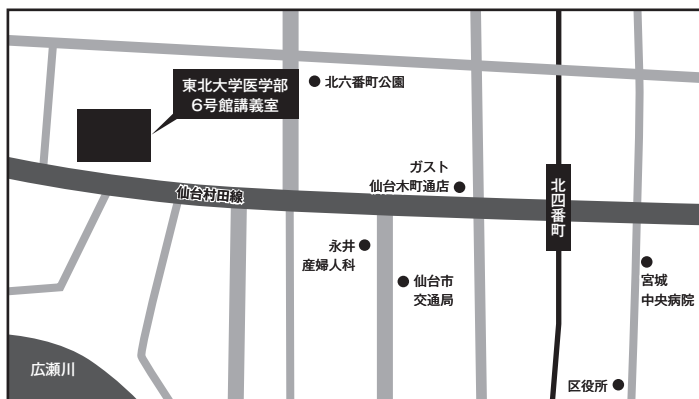 東北大学医学部
6号館講義室
北六番町公園
ガスト
仙台木町通店
仙台村田線
北四番町
永井
産婦人科
仙台市
交通局
宮城
中央病院
広瀬川
区役所